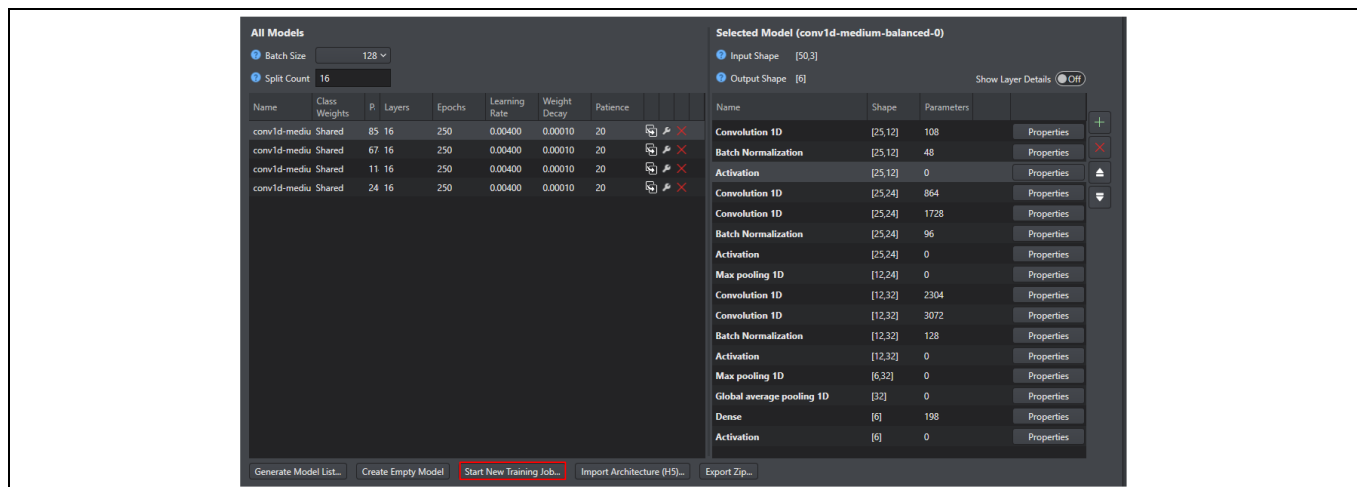 All Models
Batch Size 128
Split Count 16
Name Class Weights P. Layers Epochs Learning Rate Weight Decay Patience
conv1d-mediu Shared 85 16 250 0.00400 0.00010 20
conv1d-mediu Shared 67 16 250 0.00400 0.00010 20
conv1d-mediu Shared 11 16 250 0.00400 0.00010 20
conv1d-mediu Shared 24 16 250 0.00400 0.00010 20
Generate Model List... Create Empty Model Start New Training Job... Import Architecture (H5)... Export Zip...
Selected Model (conv1d-medium-balanced-0)
Input Shape [50,3]
Output Shape [6] Show Layer Details Off
Name Shape Parameters
Convolution 1D [25,12] 108 Properties
Batch Normalization [25,12] 48 Properties
Activation [25,12] 0 Properties
Convolution 1D [25,24] 864 Properties
Convolution 1D [25,24] 1728 Properties
Batch Normalization [25,24] 96 Properties
Activation [25,24] 0 Properties
Max pooling 1D [12,24] 0 Properties
Convolution 1D [12,32] 2304 Properties
Convolution 1D [12,32] 3072 Properties
Batch Normalization [12,32] 128 Properties
Activation [12,32] 0 Properties
Max pooling 1D [6,32] 0 Properties
Global average pooling 1D [32] 0 Properties
Dense [6] 198 Properties
Activation [6] 0 Properties